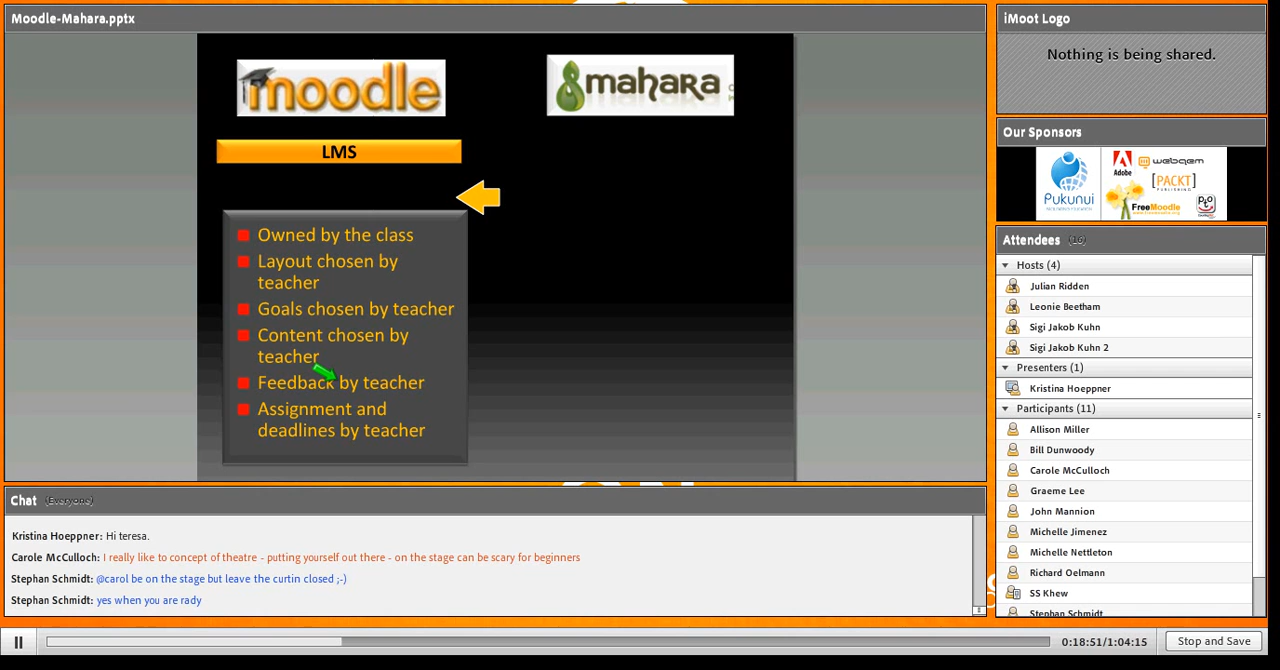 Moodle-Mahara.pptx
moodle
mahara
LMS
Owned by the class
Layout chosen by
teacher
Goals chosen by teacher
Content chosen by
teacher
Feedback by teacher
Assignment and
deadlines by teacher
iMoot Logo
Nothing is being shared.
Our Sponsors
Pukunui
Adobe
webqem
[PACKT]
PUBLISHING
FreeMoodle
Attendees (16)
Hosts (4)
Julian Ridden
Leonie Beetham
Sigi Jakob Kuhn
Sigi Jakob Kuhn 2
Presenters (1)
Kristina Hoeppner
Participants (11)
Allison Miller
Bill Dunwoody
Carole McCulloch
Graeme Lee
John Mannion
Michelle Jimenez
Michelle Nettleton
Richard Oelmann
SS Khew
Stephan Schmidt
Chat (Everyone)
Kristina Hoeppner: Hi teresa.
Carole McCulloch: I really like to concept of theatre - putting yourself out there - on the stage can be scary for beginners
Stephan Schmidt: @carol be on the stage but leave the curtin closed ;-)
Stephan Schmidt: yes when you are rady
0:18:51/1:04:15
Stop and Save